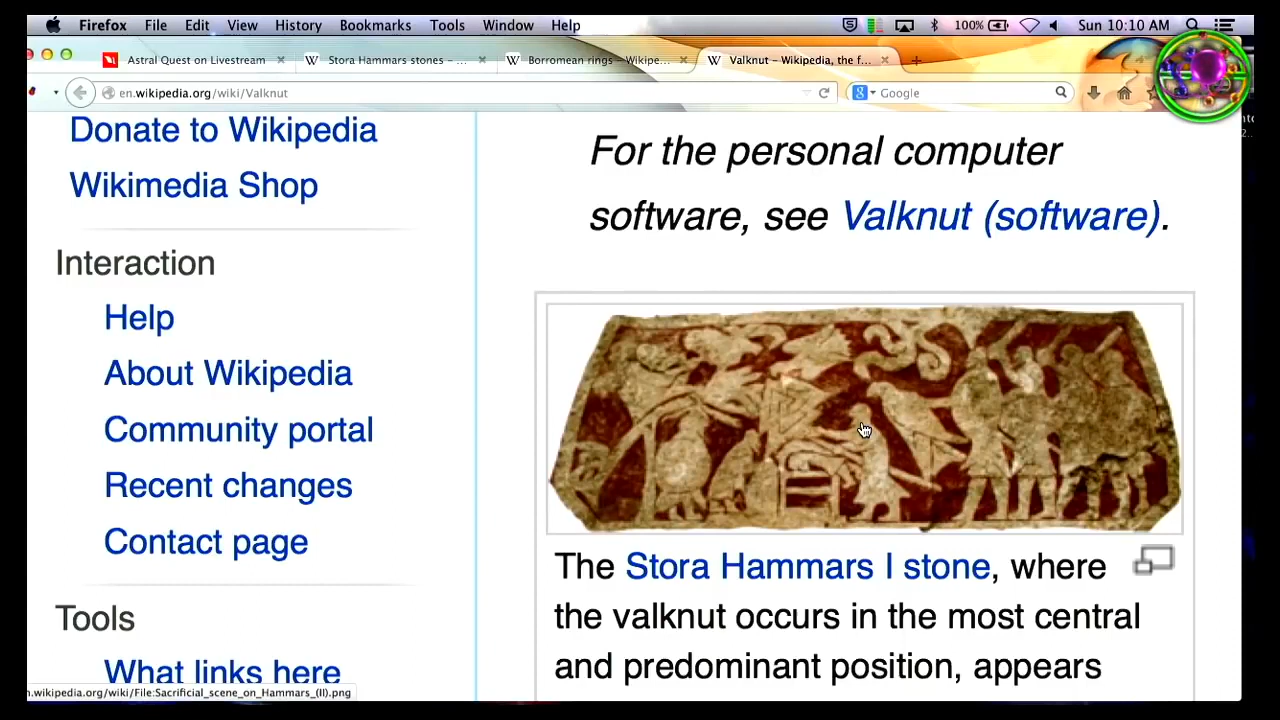 Firefox File Edit View History Bookmarks Tools Window Help 100% Sun 10:10 AM
Astral Quest on Livestream Stora Hammars stones – ... Borromean rings – Wikipe... Valknut – Wikipedia, the f...
en.wikipedia.org/wiki/Valknut Google
Donate to Wikipedia
Wikimedia Shop
Interaction
Help
About Wikipedia
Community portal
Recent changes
Contact page
Tools
What links here
For the personal computer
software, see Valknut (software).
The Stora Hammars I stone, where
the valknut occurs in the most central
and predominant position, appears
n.wikipedia.org/wiki/File:Sacrificial_scene_on_Hammars_(II).png